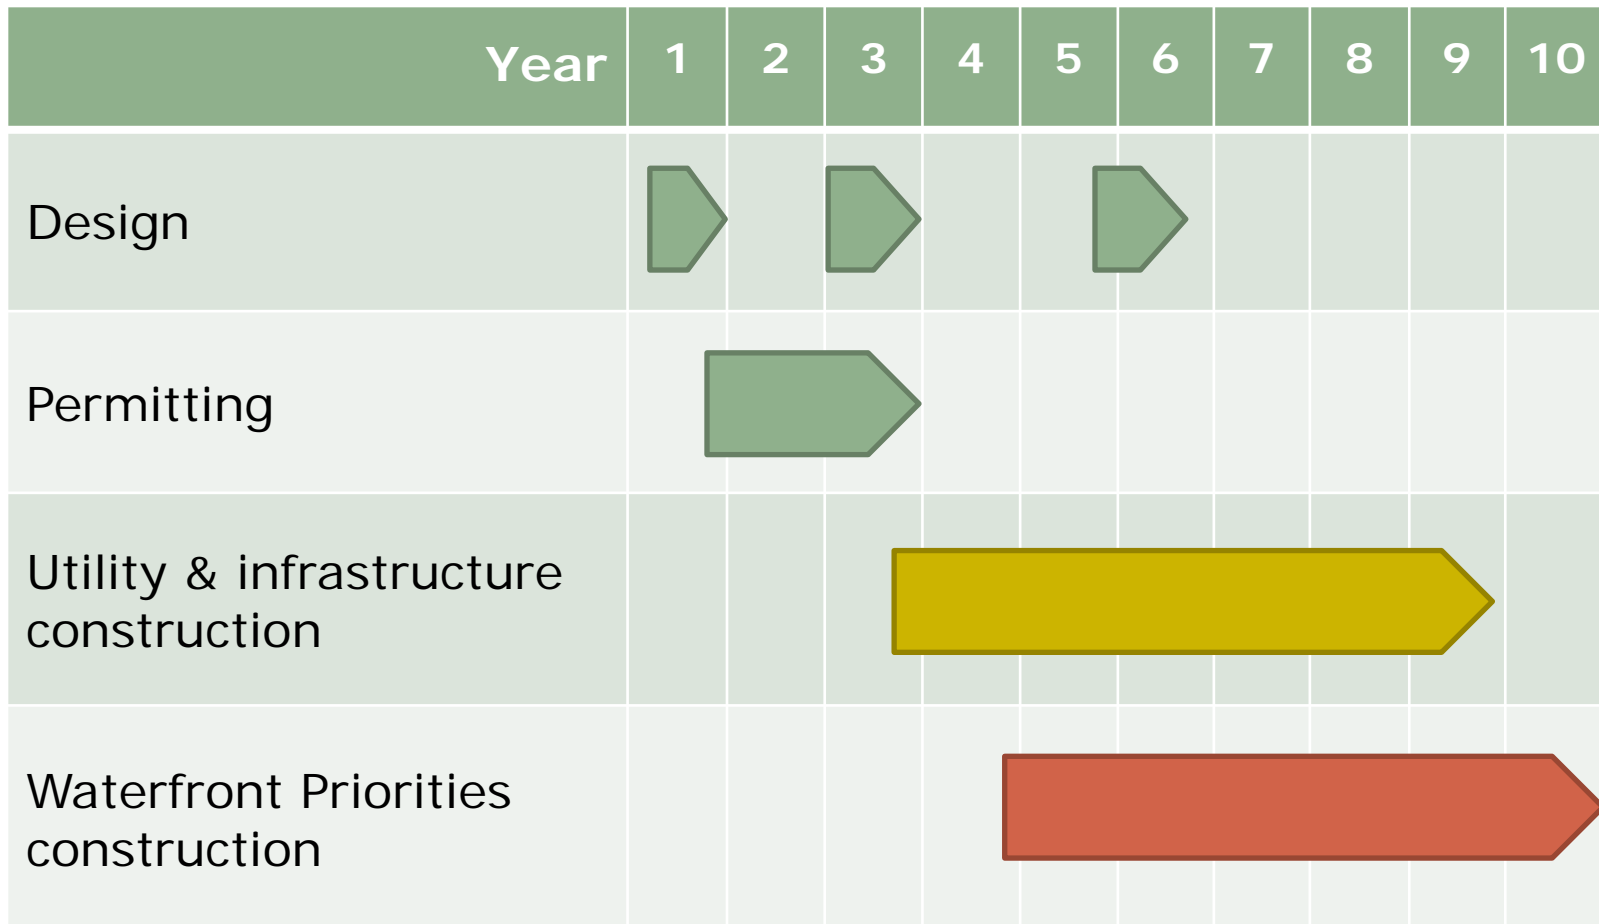 Year 1 2 3 4 5 6 7 8 9 10
Design
Permitting
Utility & infrastructure
construction
Waterfront Priorities
construction